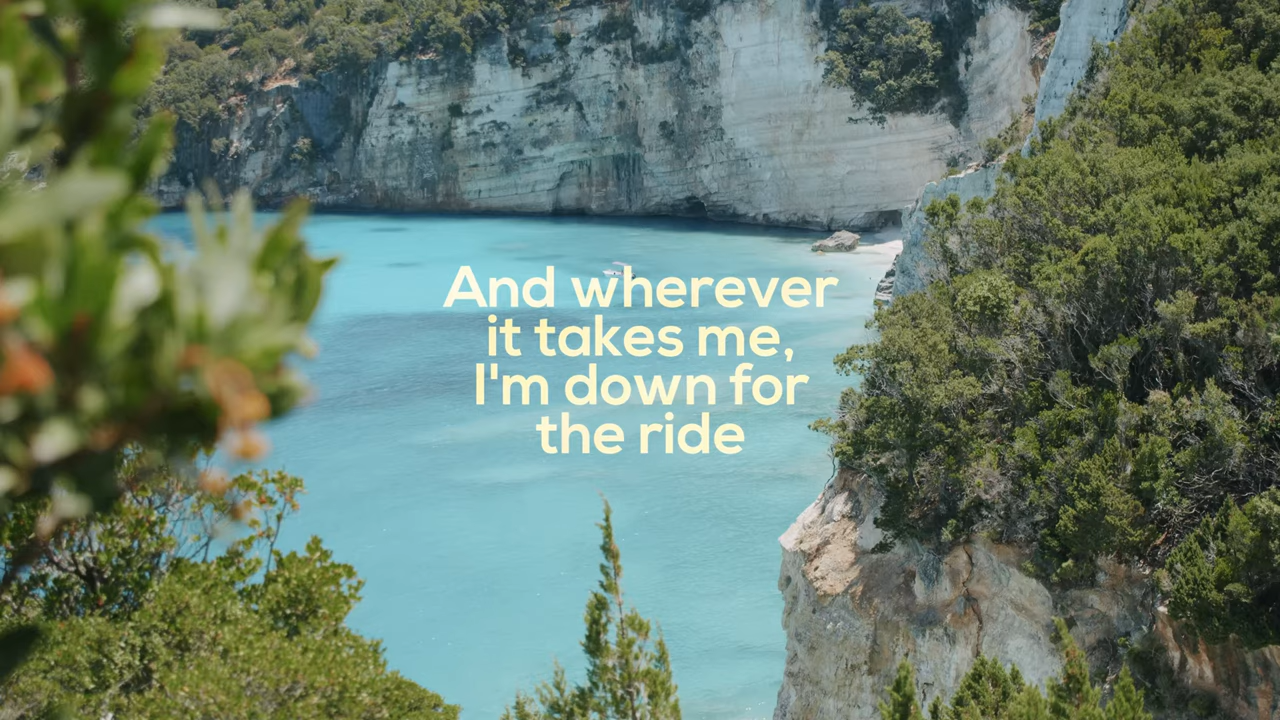 And wherever
it takes me,
I'm down for
the ride